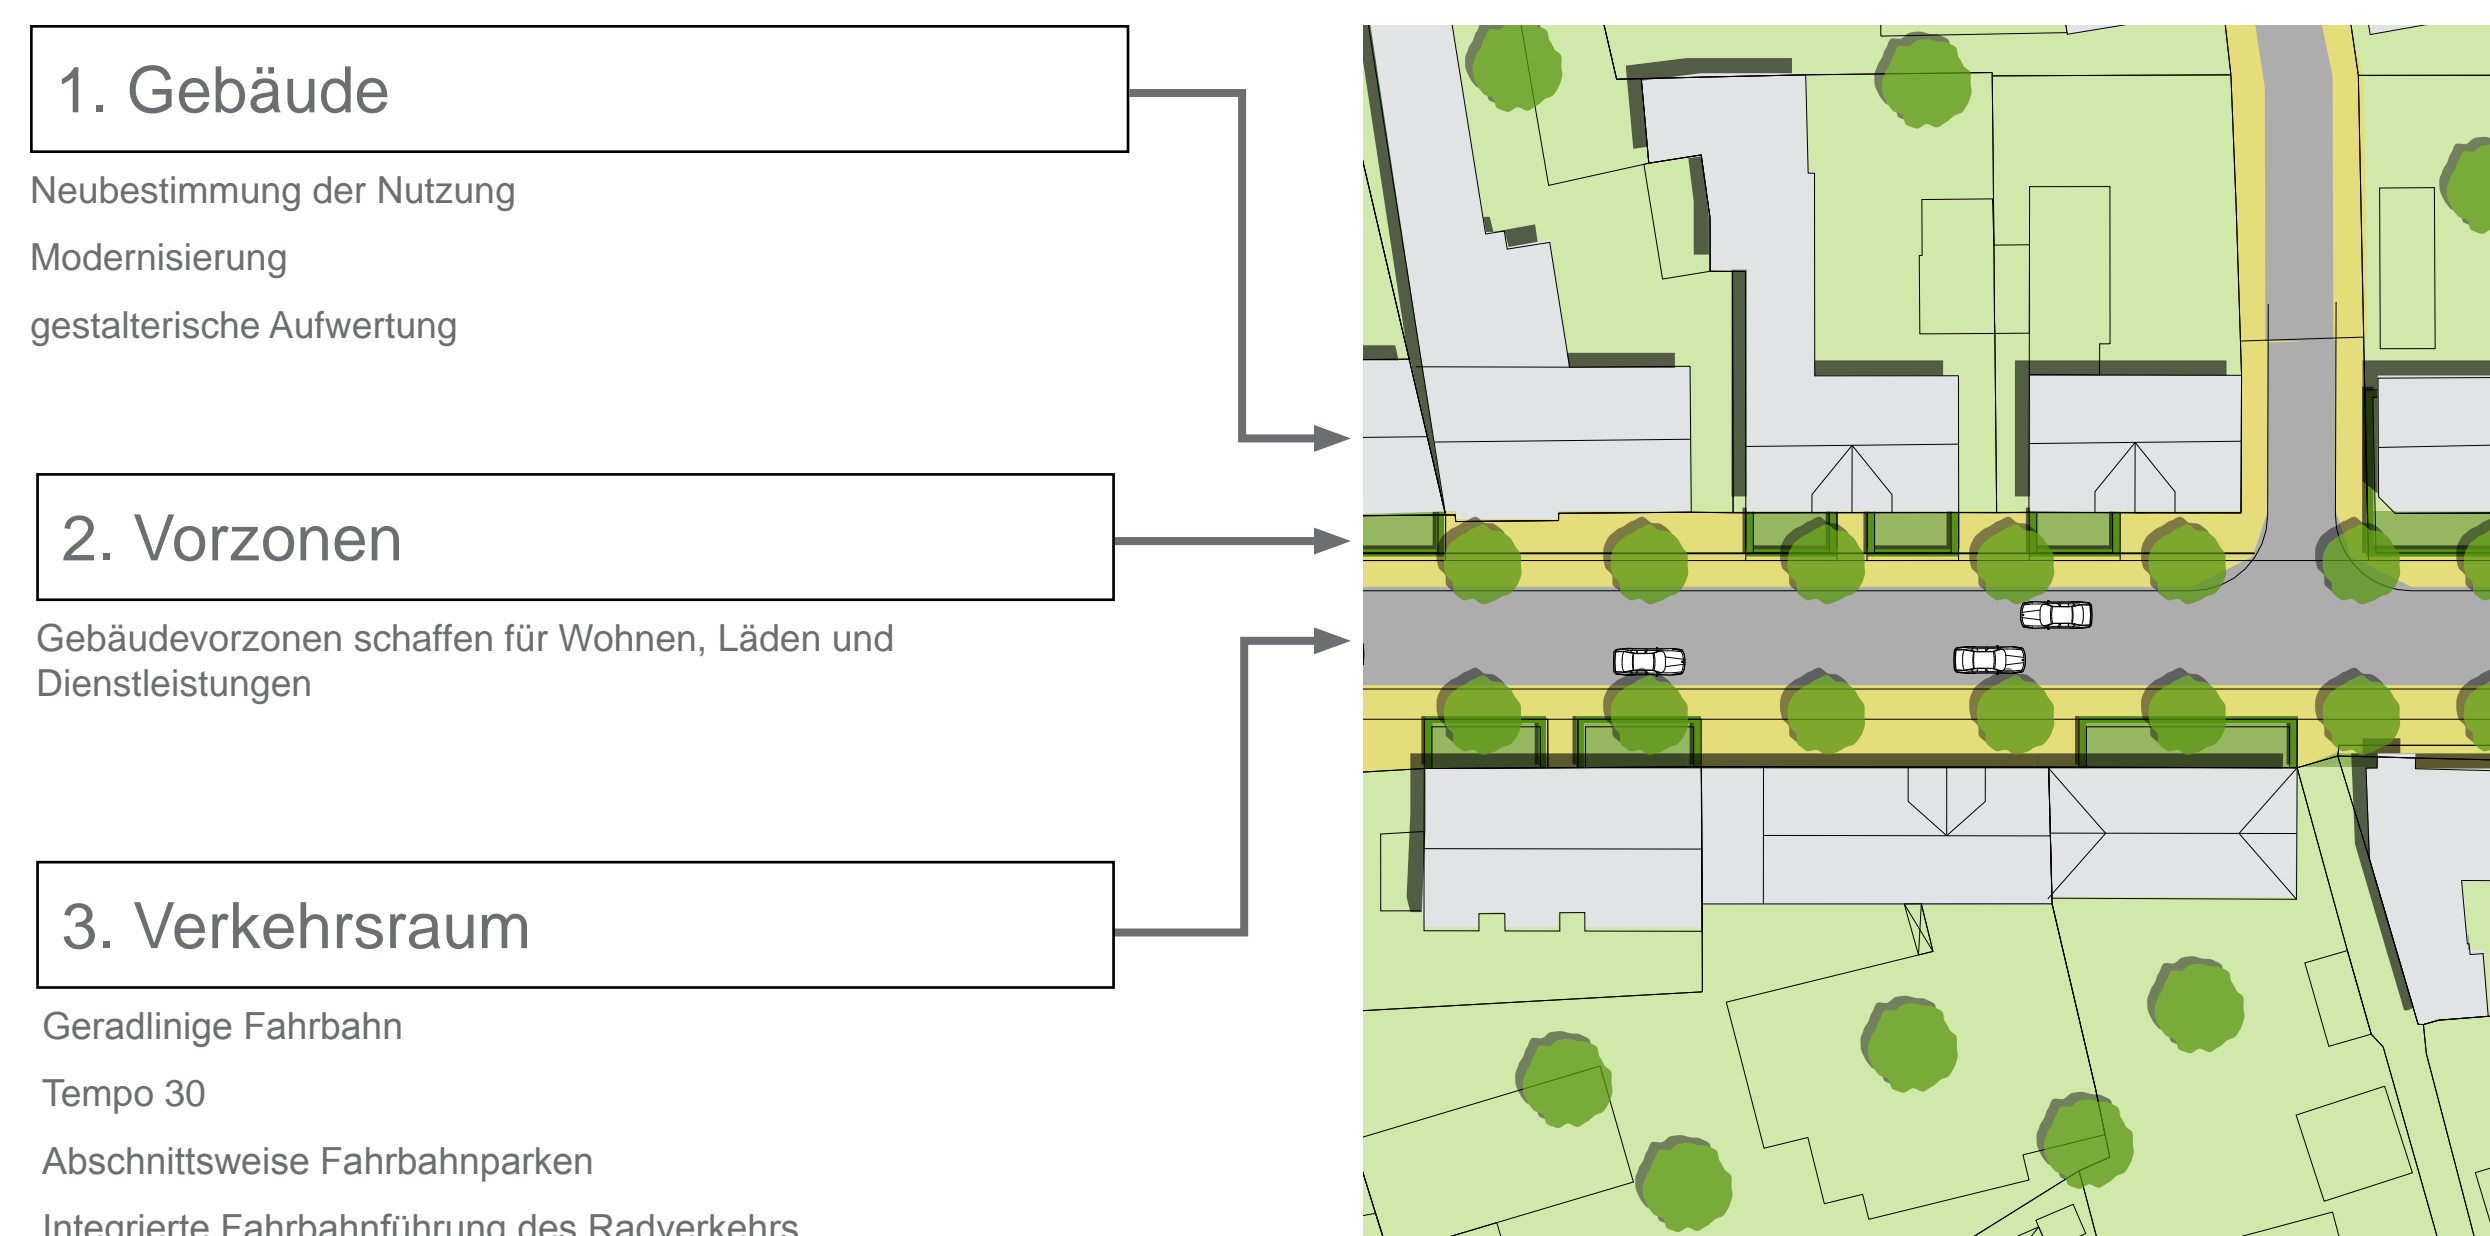 1. Gebäude
Neubestimmung der Nutzung
Modernisierung
gestalterische Aufwertung
2. Vorzonen
Gebäudevorzonen schaffen für Wohnen, Läden und
Dienstleistungen
3. Verkehrsraum
Geradlinige Fahrbahn
Tempo 30
Abschnittsweise Fahrbahnparken
Integrierte Fahrbahnführung des Radverkehrs